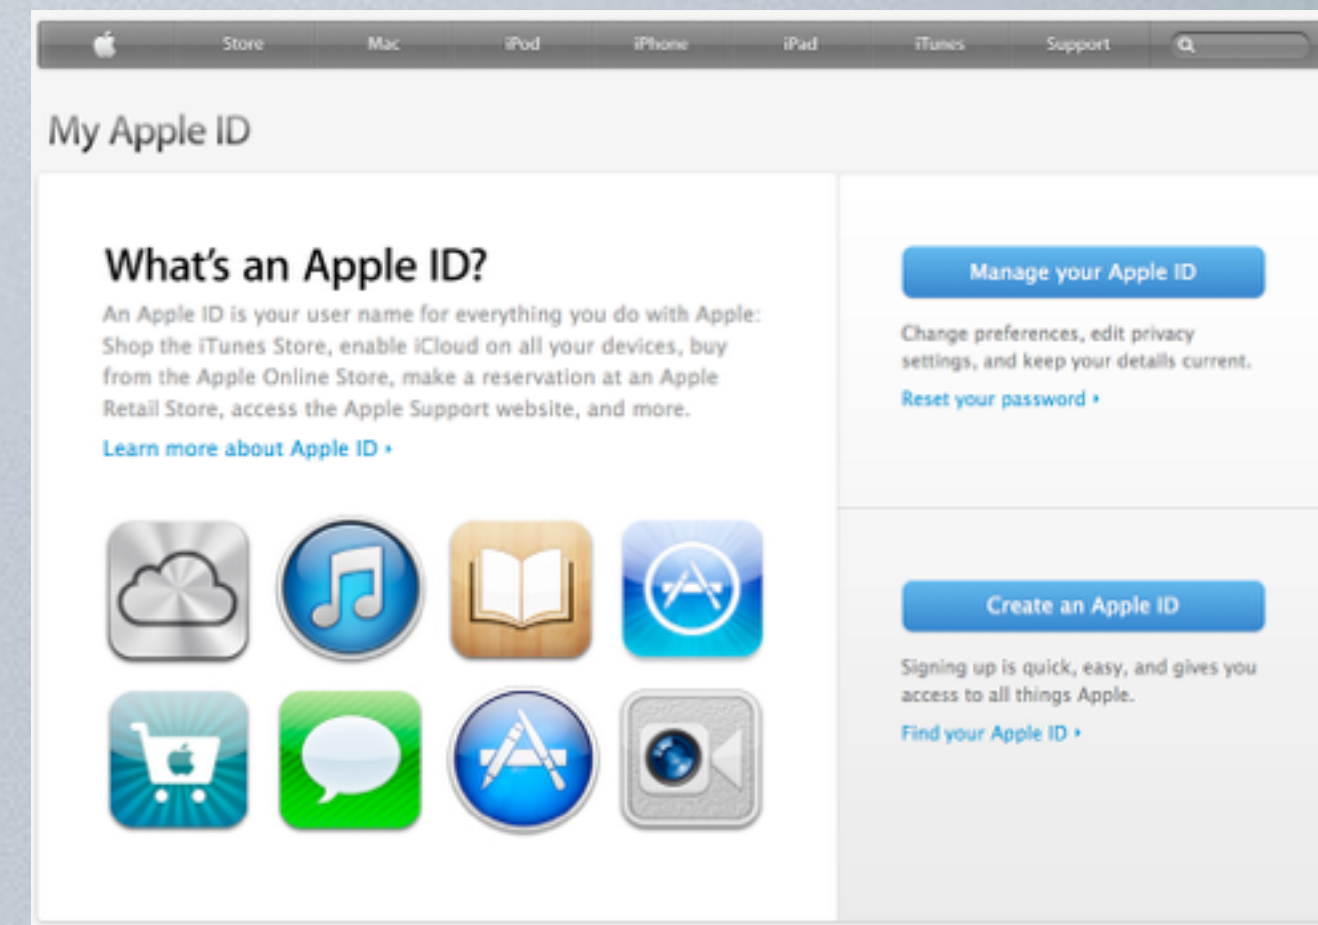 Store Mac iPod iPhone iPad iTunes Support
My Apple ID
What's an Apple ID?
An Apple ID is your user name for everything you do with Apple:
Shop the iTunes Store, enable iCloud on all your devices, buy
from the Apple Online Store, make a reservation at an Apple
Retail Store, access the Apple Support website, and more.
Learn more about Apple ID
Manage your Apple ID
Change preferences, edit privacy
settings, and keep your details current.
Reset your password
Create an Apple ID
Signing up is quick, easy, and gives you
access to all things Apple.
Find your Apple ID